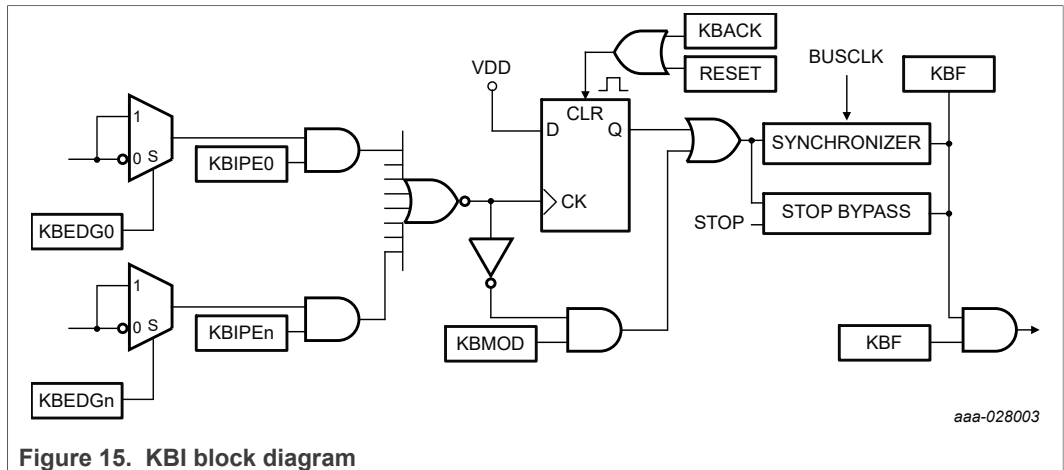 KBACK
RESET
VDD
BUSCLK
KBF
CLR
D
Q
CK
1
0
S
KBIPE0
KBEDG0
SYNCHRONIZER
STOP BYPASS
STOP
1
0
S
KBIPEn
KBEDGn
KBMOD
KBF
aaa-028003
Figure 15. KBI block diagram